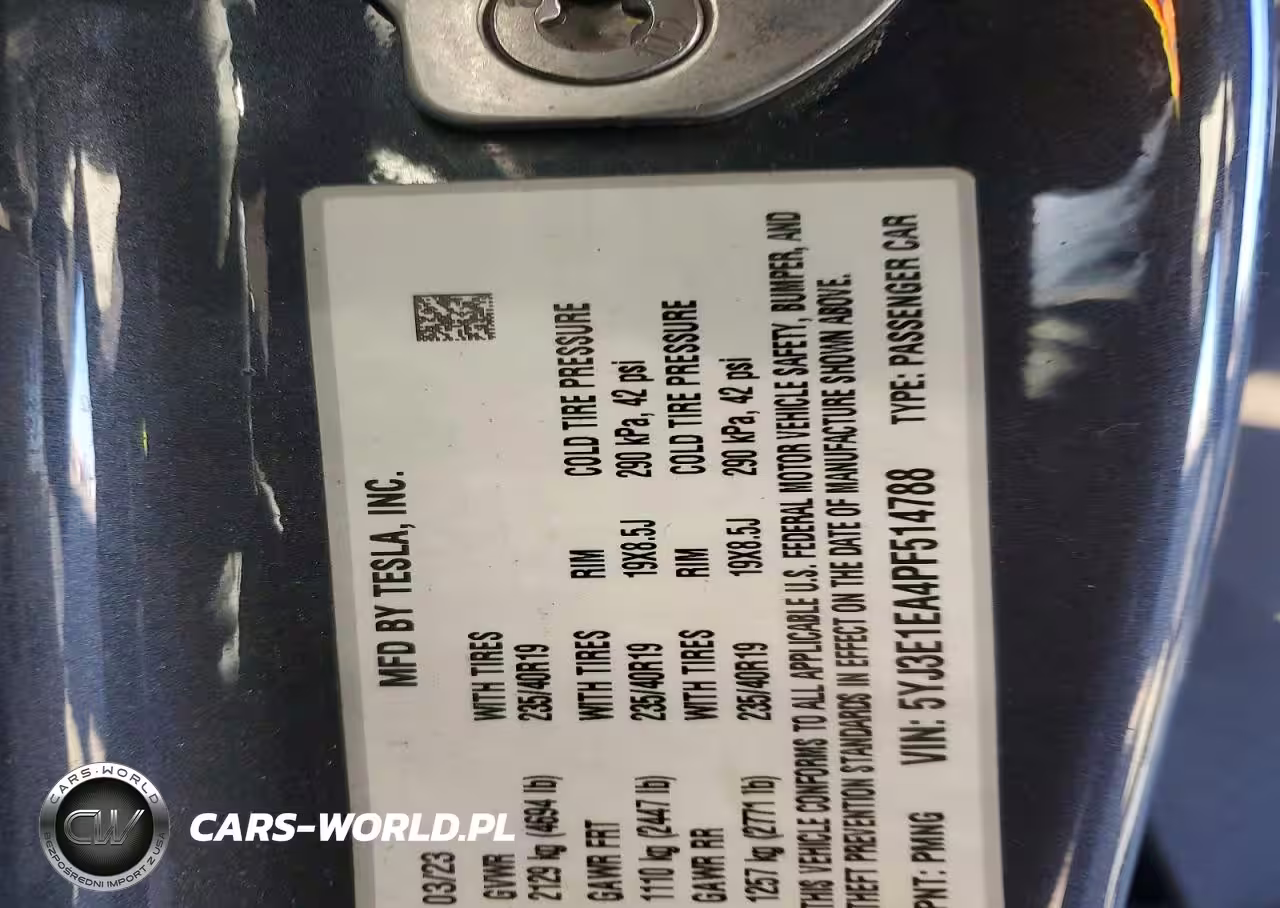 MFD BY TESLA, INC.
03/23
GVWR WITH TIRES
2129 kg (4694 lb) 235/40R19
GAWR FRT WITH TIRES RIM COLD TIRE PRESSURE
1110 kg (2447 lb) 235/40R19 19X8.5J 290 kPa, 42 psi
GAWR RR WITH TIRES RIM COLD TIRE PRESSURE
1257 kg (2771 lb) 235/40R19 19X8.5J 290 kPa, 42 psi
THIS VEHICLE CONFORMS TO ALL APPLICABLE U.S. FEDERAL MOTOR VEHICLE SAFETY, BUMPER, AND
THEFT PREVENTION STANDARDS IN EFFECT ON THE DATE OF MANUFACTURE SHOWN ABOVE.
PNT: PMNG VIN: 5YJ3E1EA4PF514788 TYPE: PASSENGER CAR
CARS-WORLD
CW
BEZPOŚREDNI IMPORT Z USA
CARS-WORLD.PL